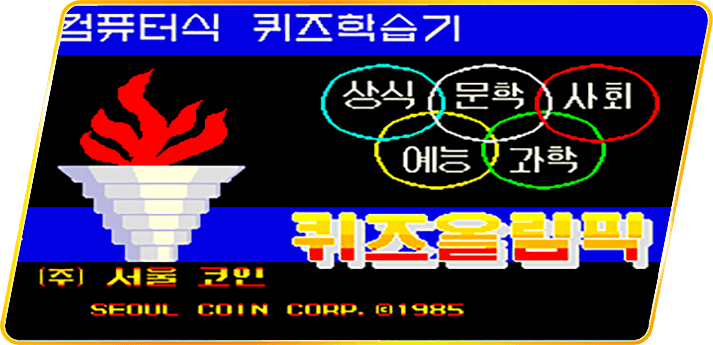 컴퓨터식 퀴즈학습기
상식 문학 사회
예능 과학
퀴즈올림픽
(주) 서울 코인
SEOUL COIN CORP. ©1985